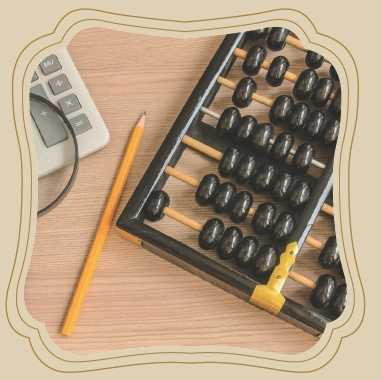 MU
÷
×
+
=